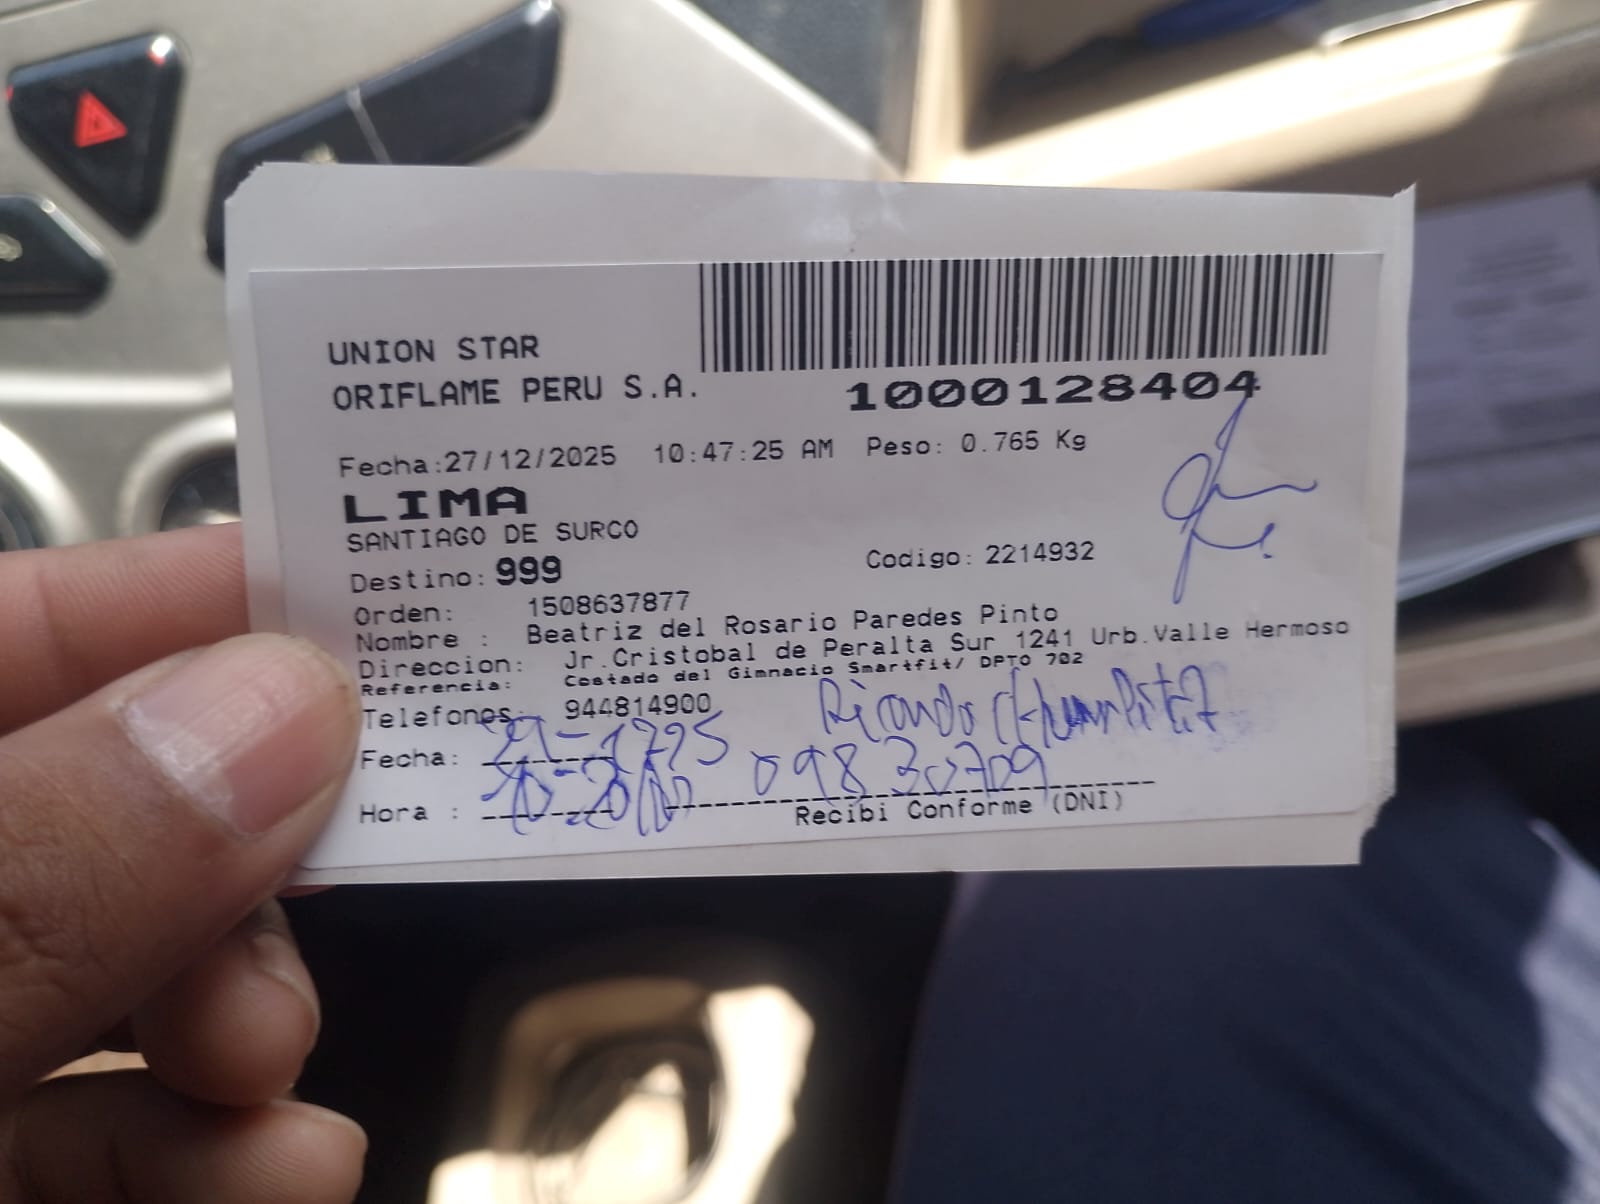 UNION STAR
ORIFLAME PERU S.A.
1000128404
Fecha:27/12/2025 10:47:25 AM Peso: 0.765 Kg
LIMA
SANTIAGO DE SURCO
Destino: 999 Codigo: 2214932
Orden: 1508637877
Nombre : Beatriz del Rosario Paredes Pinto
Direccion: Jr.Cristobal de Peralta Sur 1241 Urb.Valle Hermoso
Referencia: Costado del Gimnacio Smartfit/ DPTO 702
Telefonos: 944814900
Ricardo
Fecha:
Hora :
Recibi Conforme (DNI)